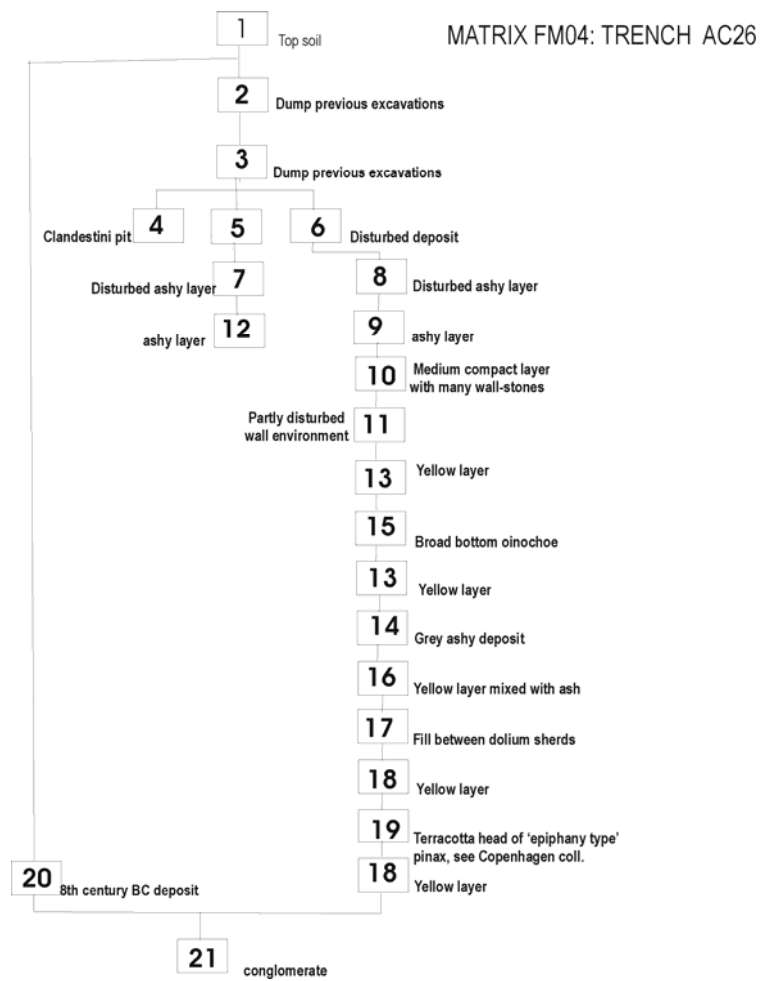 MATRIX FM04: TRENCH AC26
1
Top soil
2
Dump previous excavations
3
Dump previous excavations
4
Clandestini pit
5
6
Disturbed deposit
7
Disturbed ashy layer
8
Disturbed ashy layer
12
ashy layer
9
ashy layer
10
Medium compact layer
with many wall-stones
11
Partly disturbed
wall environment
13
Yellow layer
15
Broad bottom oinochoe
13
Yellow layer
14
Grey ashy deposit
16
Yellow layer mixed with ash
17
Fill between dolium sherds
18
Yellow layer
19
Terracotta head of ‘epiphany type’
pinax, see Copenhagen coll.
18
Yellow layer
20
8th century BC deposit
21
conglomerate